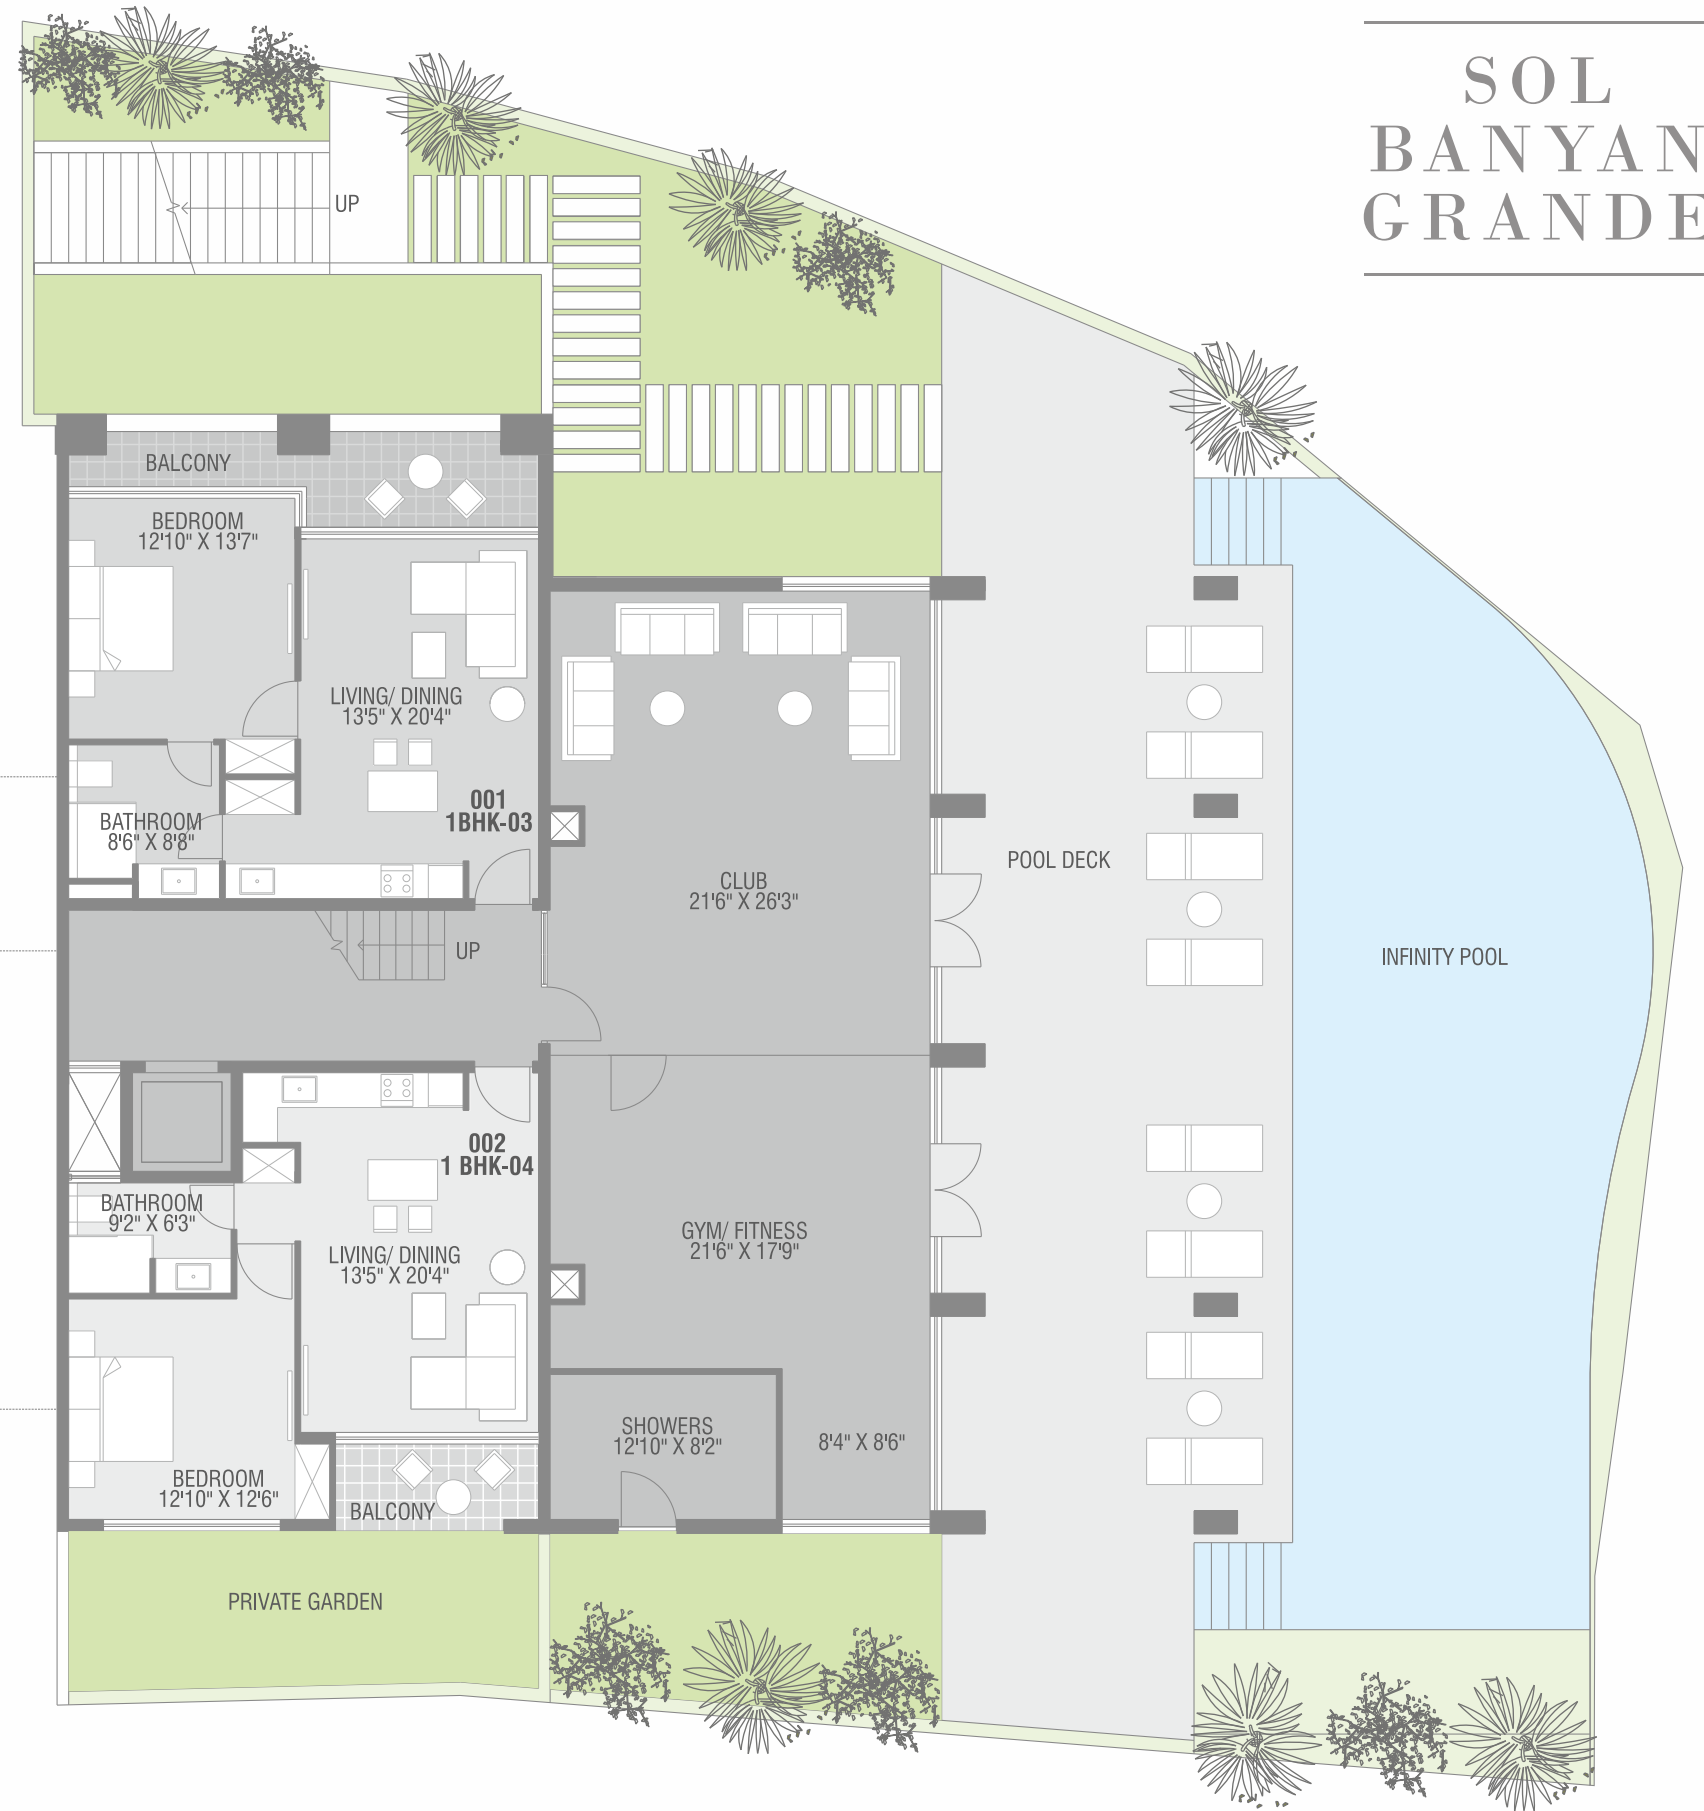 SOL
BANYAN
GRANDE
UP
BALCONY
BEDROOM
12'10" X 13'7"
LIVING/ DINING
13'5" X 20'4"
001
1BHK-03
BATHROOM
8'6" X 8'8"
CLUB
21'6" X 26'3"
POOL DECK
INFINITY POOL
UP
002
1 BHK-04
BATHROOM
9'2" X 6'3"
LIVING/ DINING
13'5" X 20'4"
GYM/ FITNESS
21'6" X 17'9"
SHOWERS
12'10" X 8'2"
8'4" X 8'6"
BEDROOM
12'10" X 12'6"
BALCONY
PRIVATE GARDEN